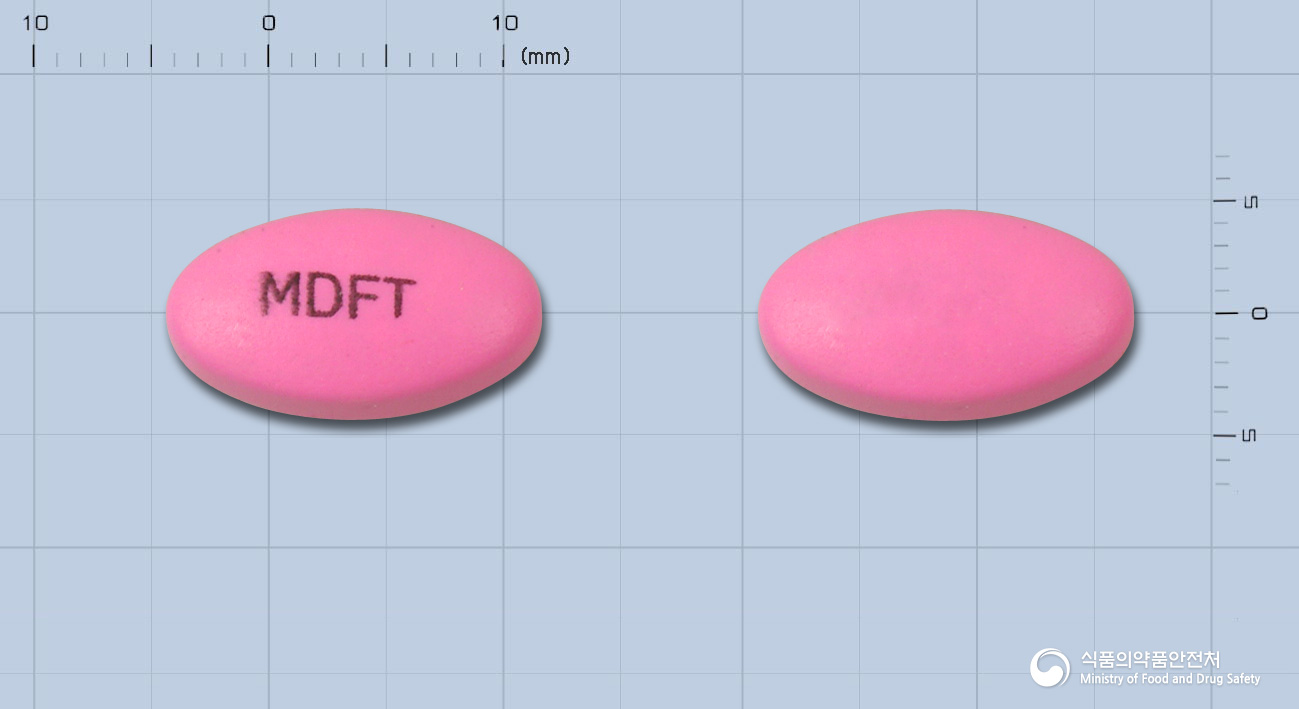 10 0 10
(mm)
MDFT
5
0
5
식품의약품안전처
Ministry of Food and Drug Safety